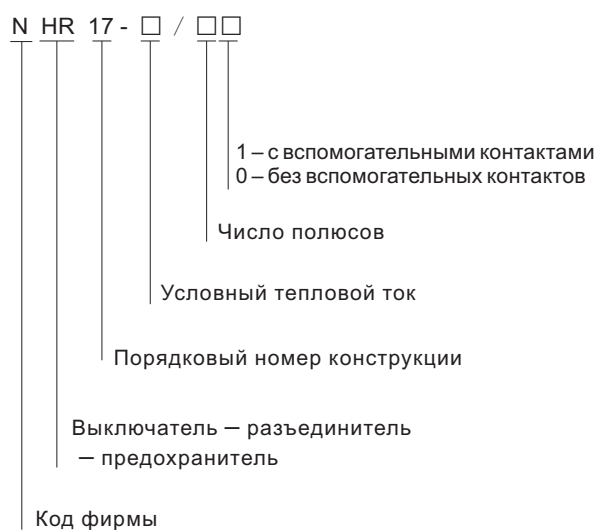 N HR 17 - □ / □□
1 – с вспомогательными контактами
0 – без вспомогательных контактов
Число полюсов
Условный тепловой ток
Порядковый номер конструкции
Выключатель — разъединитель
— предохранитель
Код фирмы